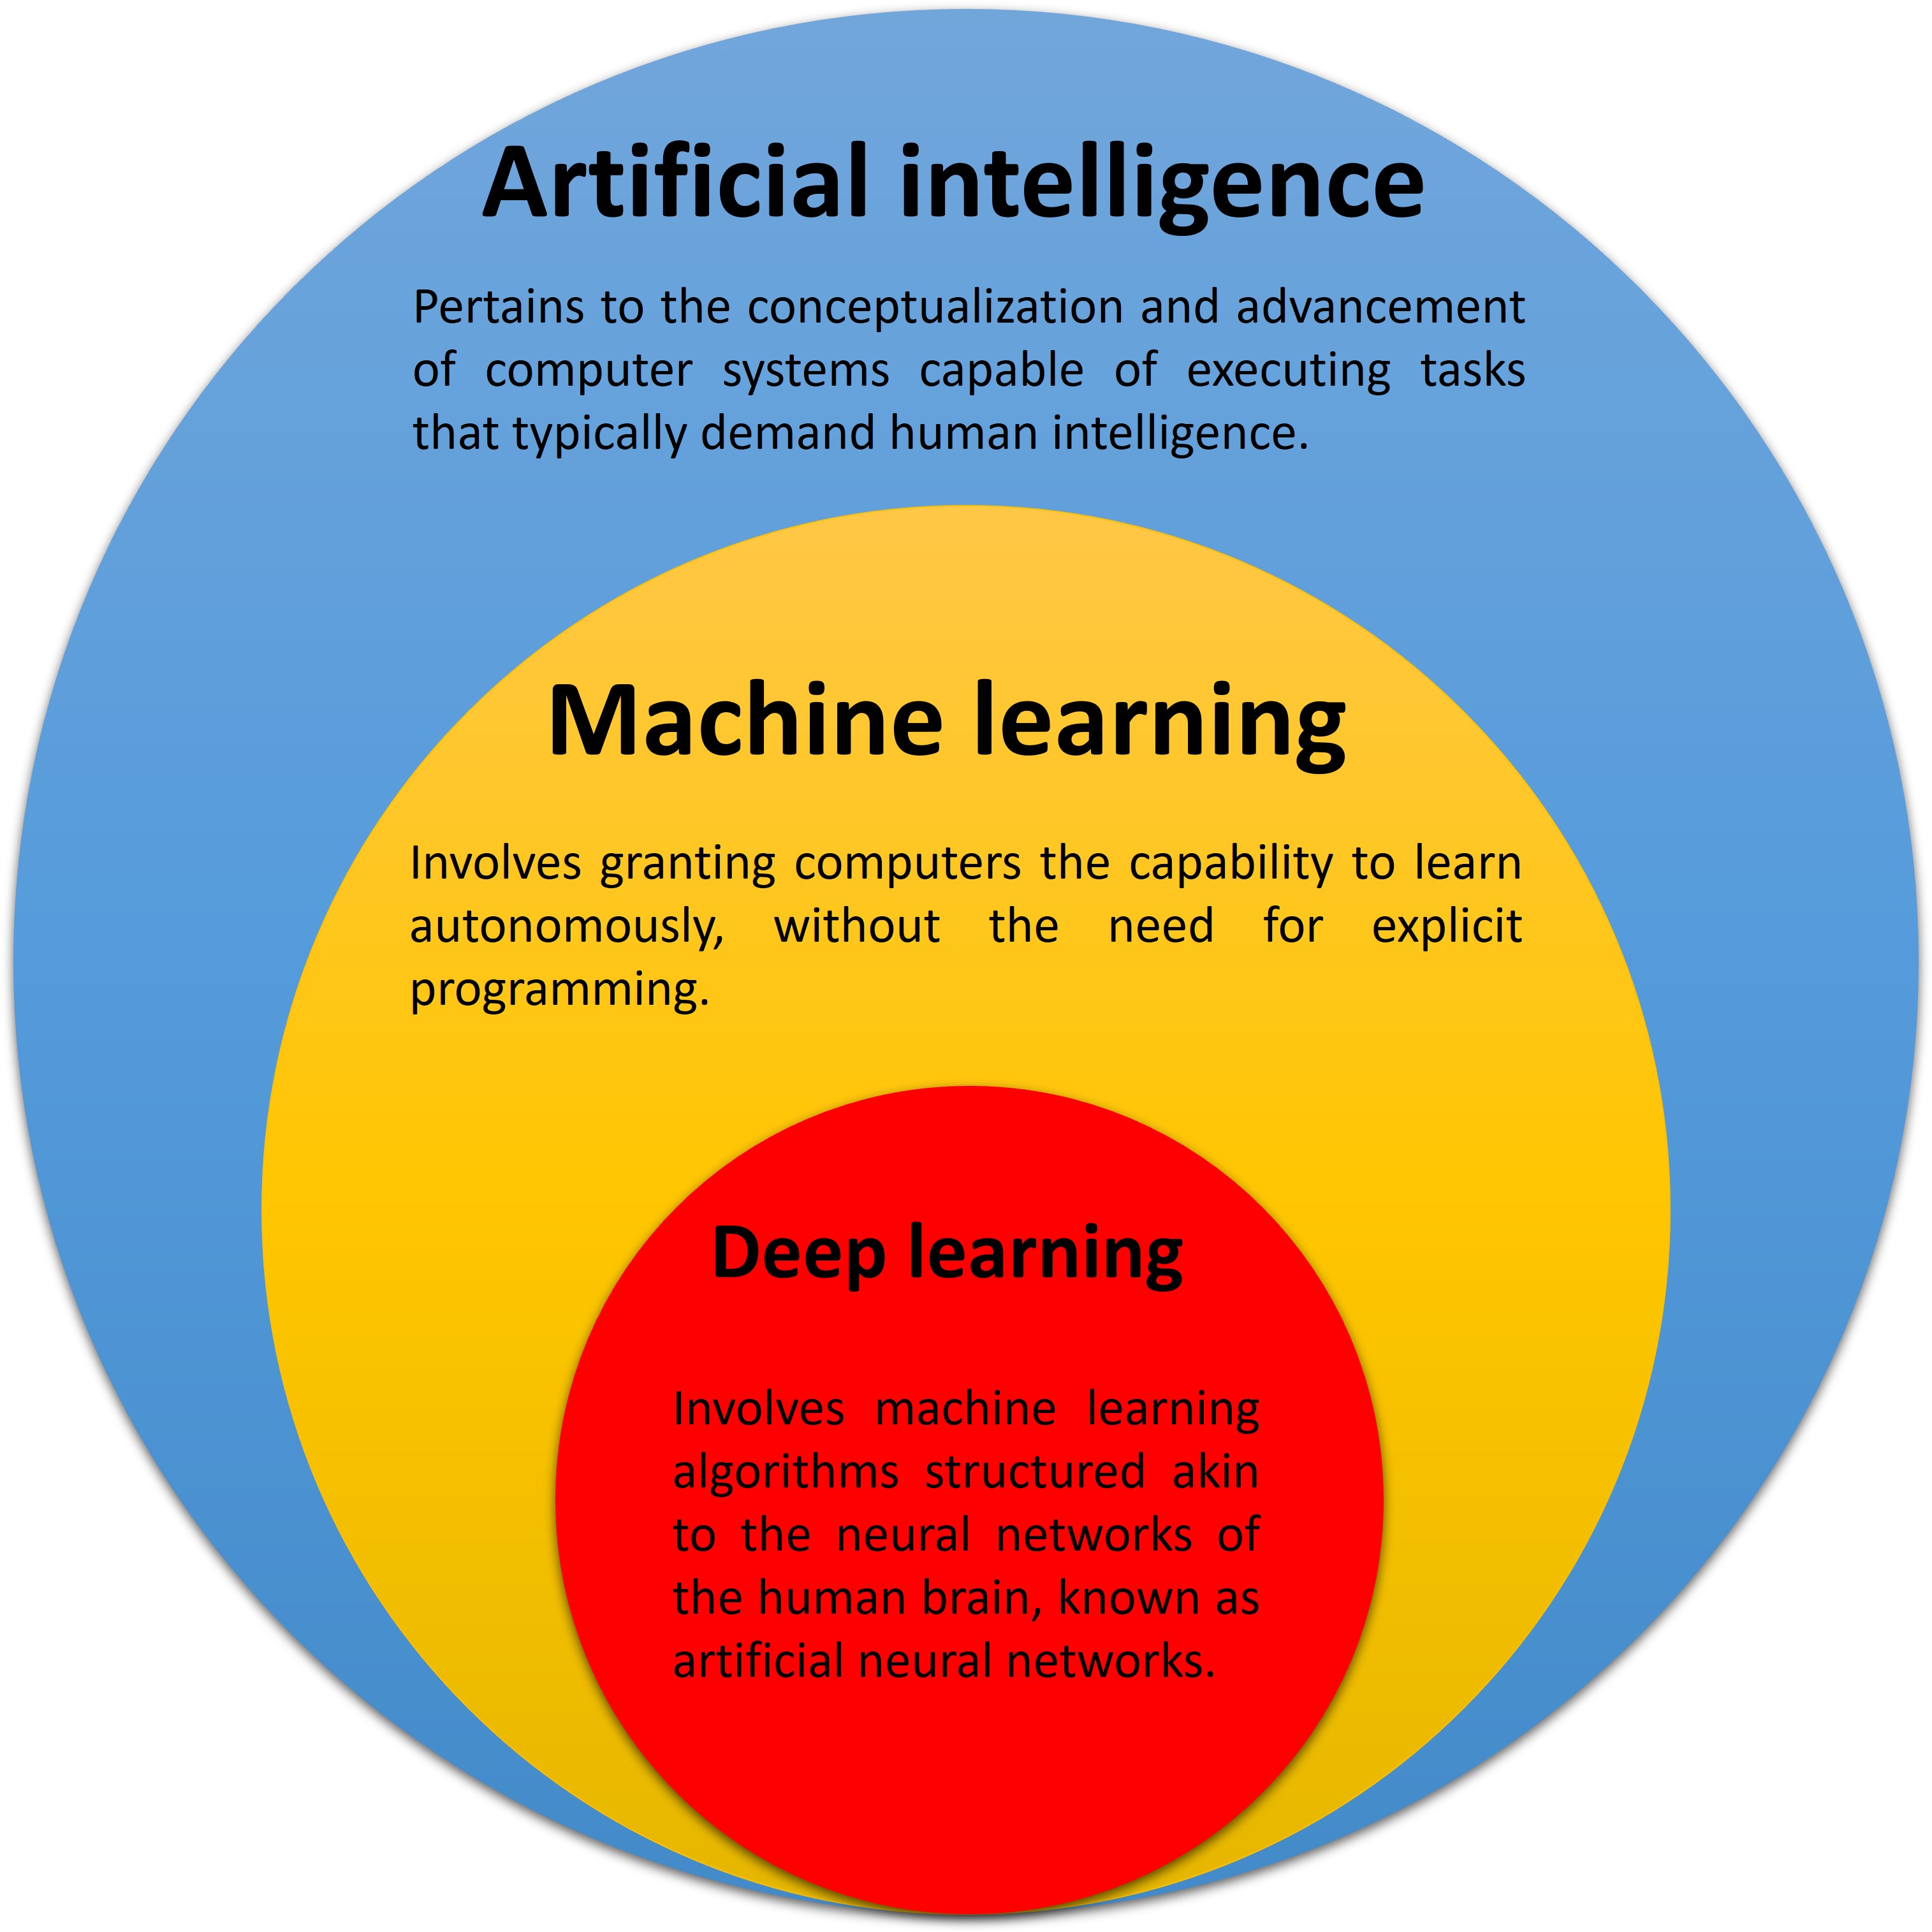 Artificial intelligence
Pertains to the conceptualization and advancement
of computer systems capable of executing tasks
that typically demand human intelligence.
Machine learning
Involves granting computers the capability to learn
autonomously, without the need for explicit
programming.
Deep learning
Involves machine learning
algorithms structured akin
to the neural networks of
the human brain, known as
artificial neural networks.